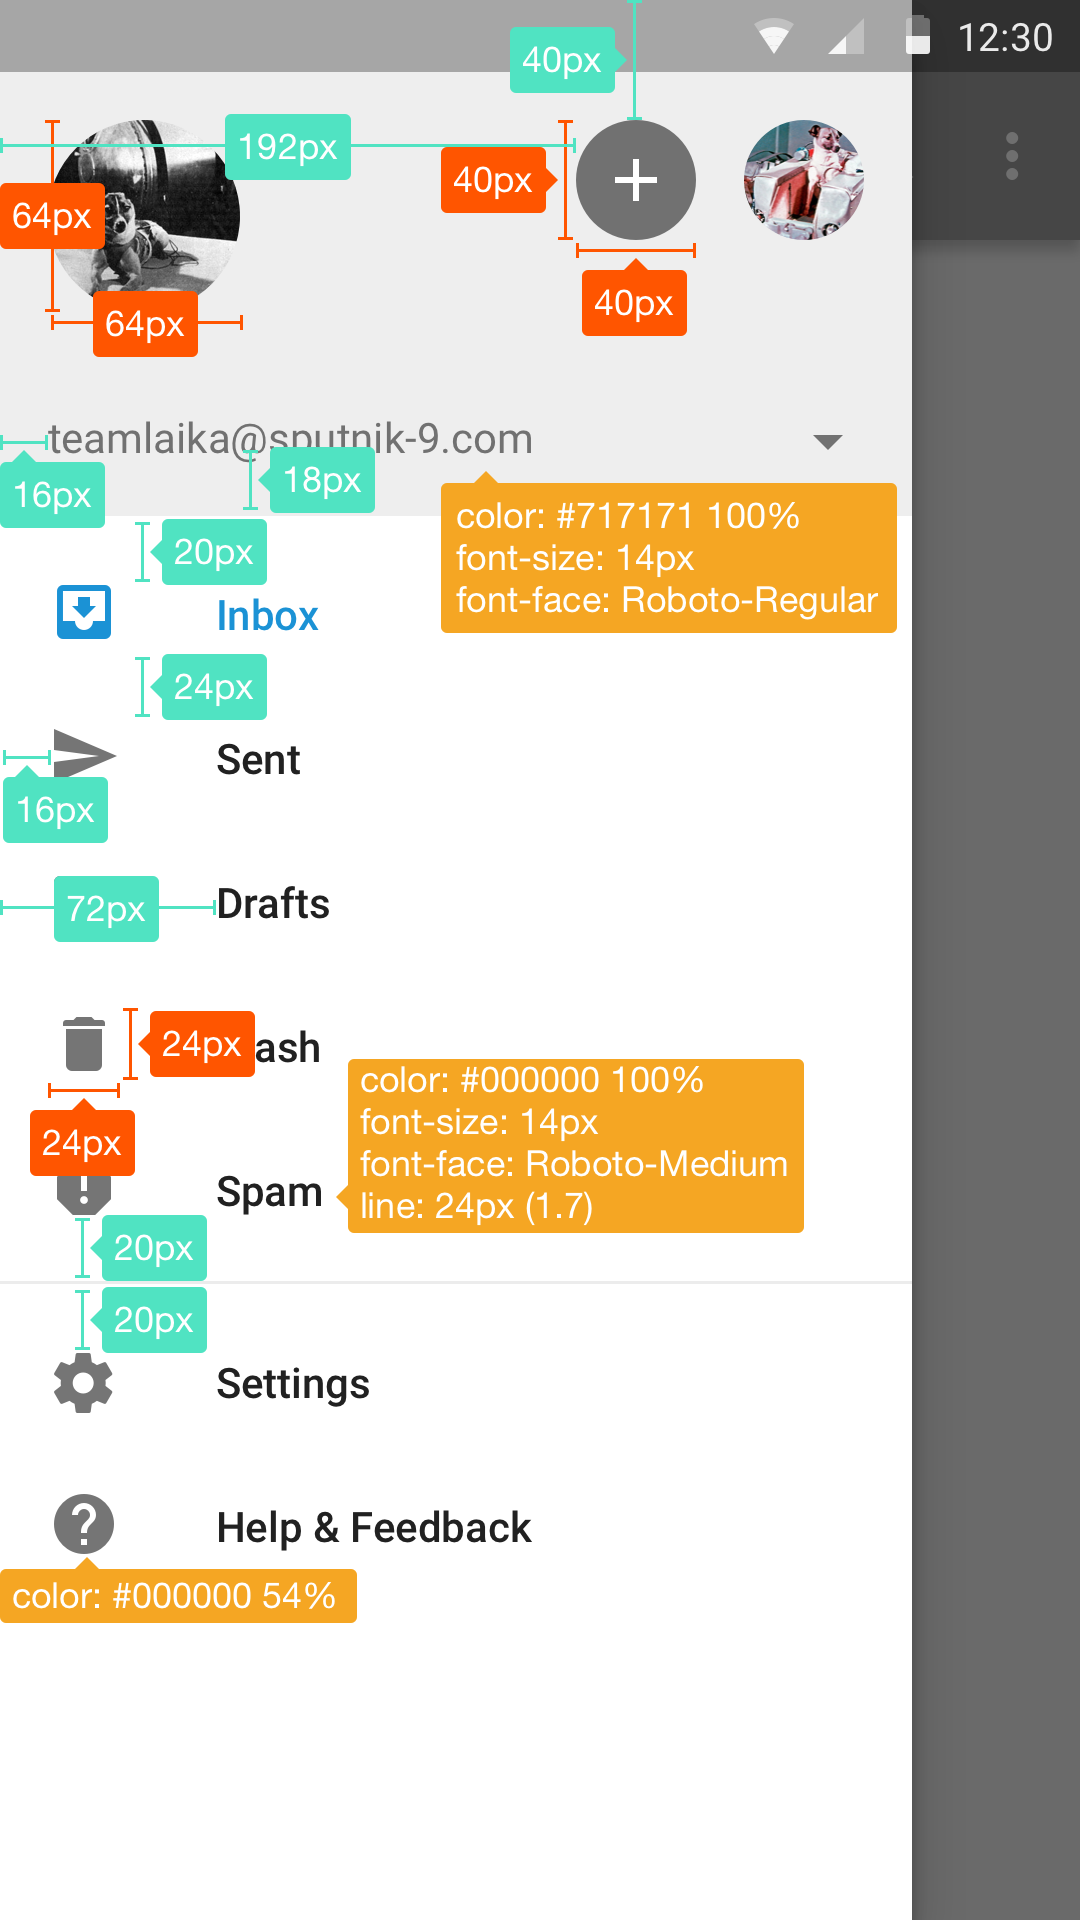 12:30
40px
192px
40px
64px
40px
64px
teamlaika@sputnik-9.com
18px
16px
color: #717171 100%
font-size: 14px
font-face: Roboto-Regular
20px
Inbox
24px
Sent
16px
Drafts
72px
24px
ash
color: #000000 100%
font-size: 14px
font-face: Roboto-Medium
line: 24px (1.7)
24px
Spam
20px
20px
Settings
Help & Feedback
color: #000000 54%